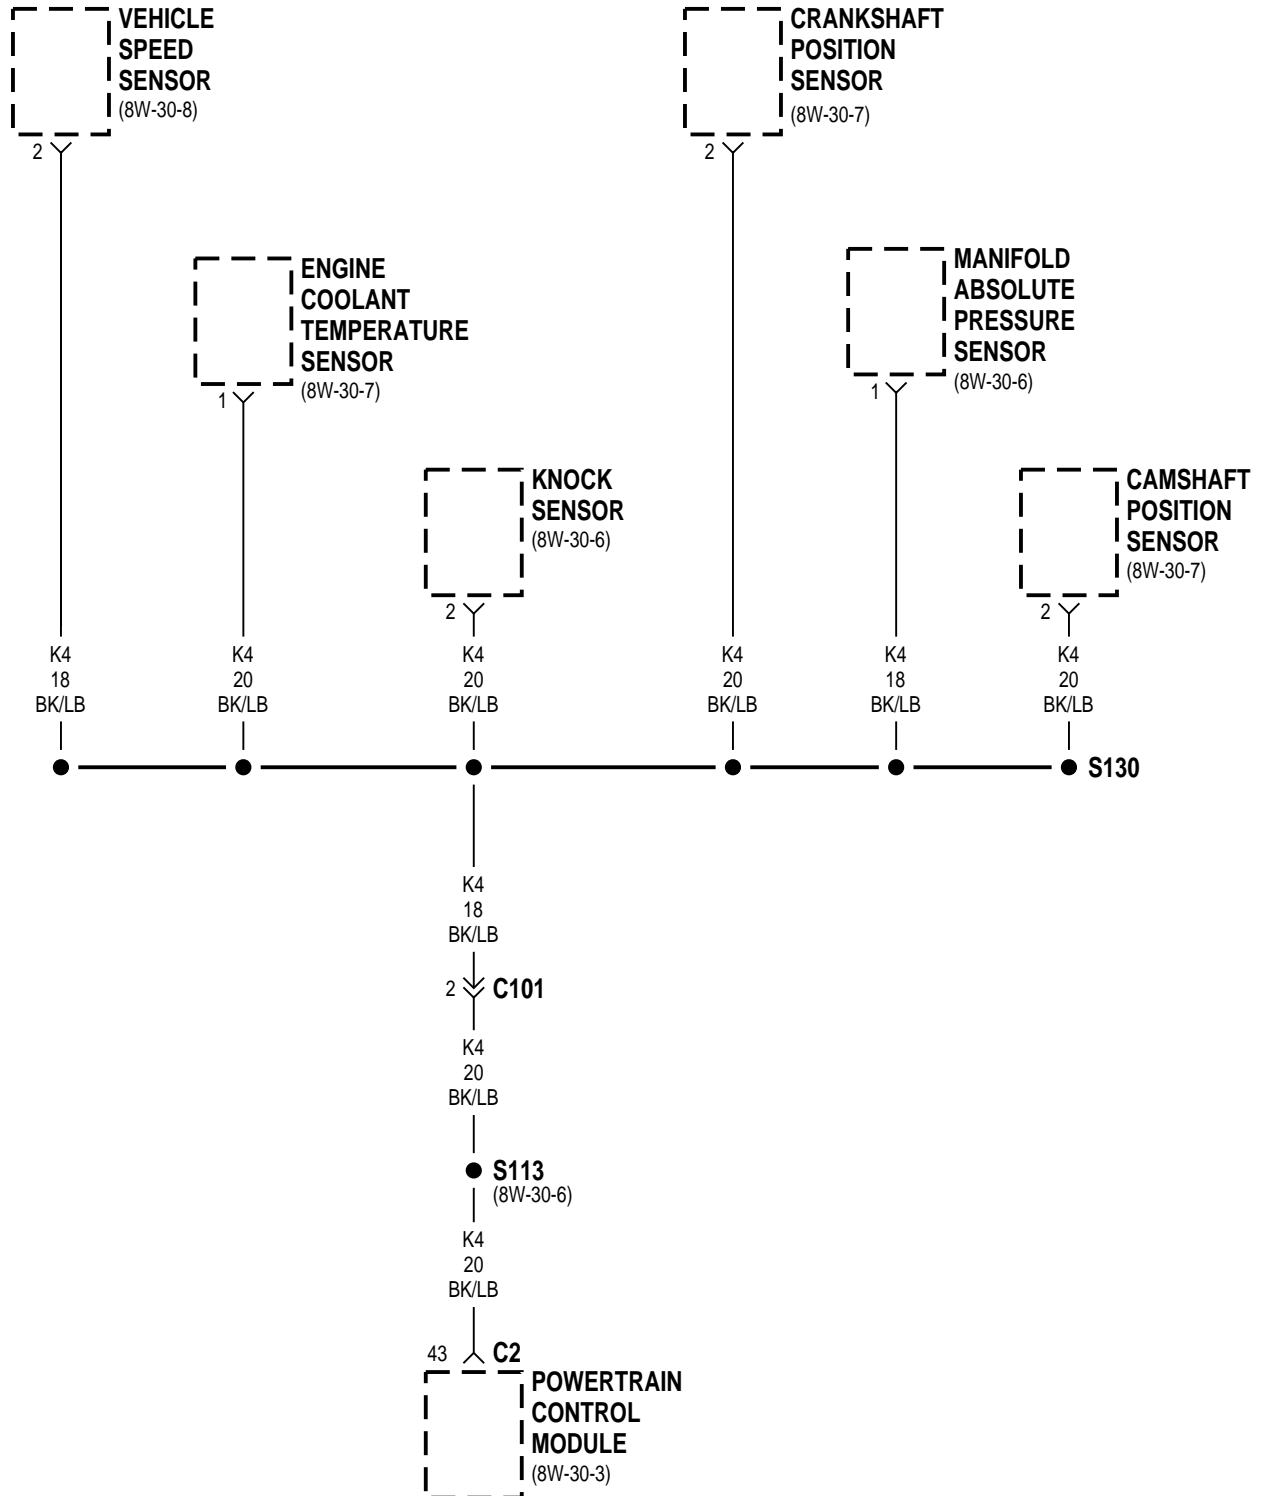 VEHICLE
SPEED
SENSOR
(8W-30-8)
2
CRANKSHAFT
POSITION
SENSOR
(8W-30-7)
2
ENGINE
COOLANT
TEMPERATURE
SENSOR
(8W-30-7)
1
MANIFOLD
ABSOLUTE
PRESSURE
SENSOR
(8W-30-6)
1
KNOCK
SENSOR
(8W-30-6)
2
CAMSHAFT
POSITION
SENSOR
(8W-30-7)
2
K4
18
BK/LB
K4
20
BK/LB
K4
20
BK/LB
K4
20
BK/LB
K4
18
BK/LB
K4
20
BK/LB
S130
K4
18
BK/LB
2 C101
K4
20
BK/LB
S113
(8W-30-6)
K4
20
BK/LB
43 C2
POWERTRAIN
CONTROL
MODULE
(8W-30-3)